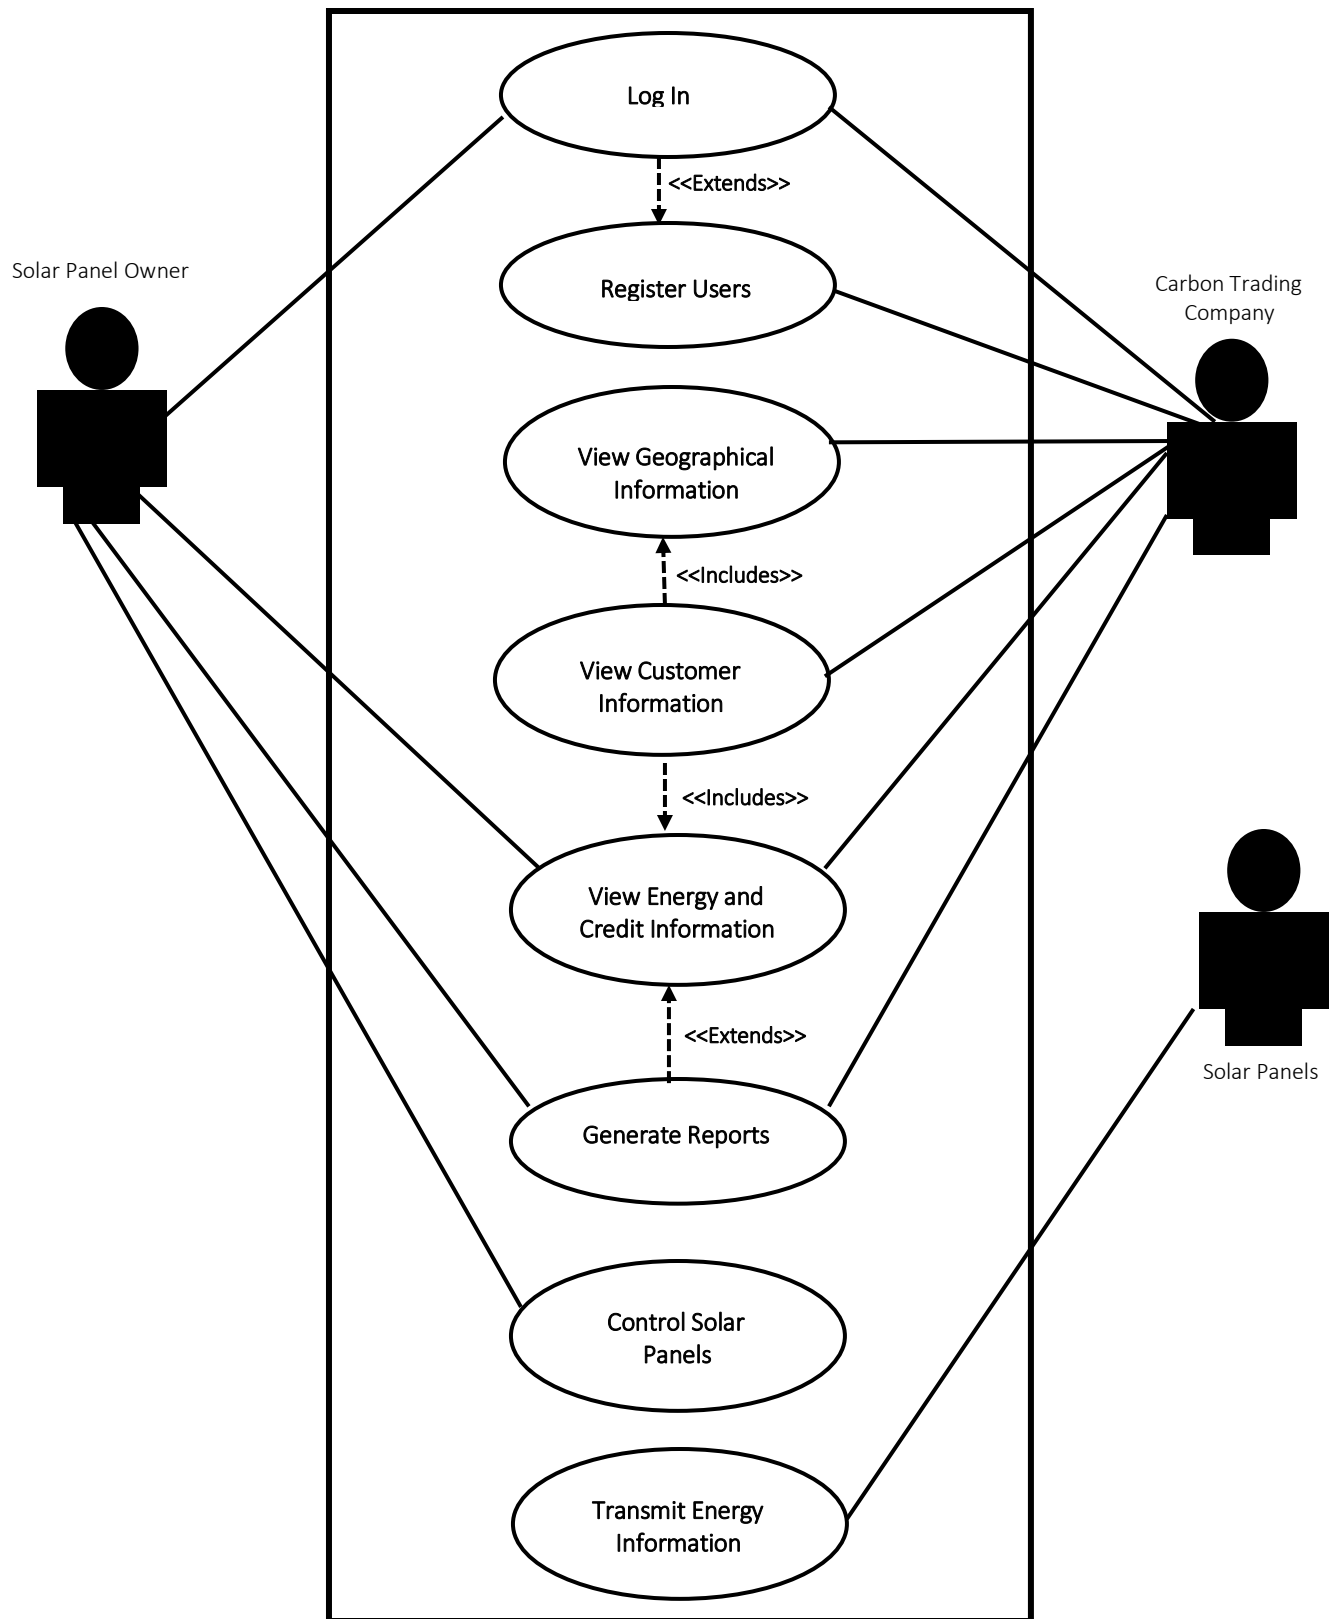 Log In
<<Extends>>
Solar Panel Owner
Register Users
Carbon Trading
Company
View Geographical
Information
<<Includes>>
View Customer
Information
<<Includes>>
View Energy and
Credit Information
<<Extends>>
Solar Panels
Generate Reports
Control Solar
Panels
Transmit Energy
Information